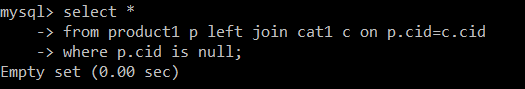 mysql> select *
    -> from product1 p left join cat1 c on p.cid=c.cid
    -> where p.cid is null;
Empty set (0.00 sec)